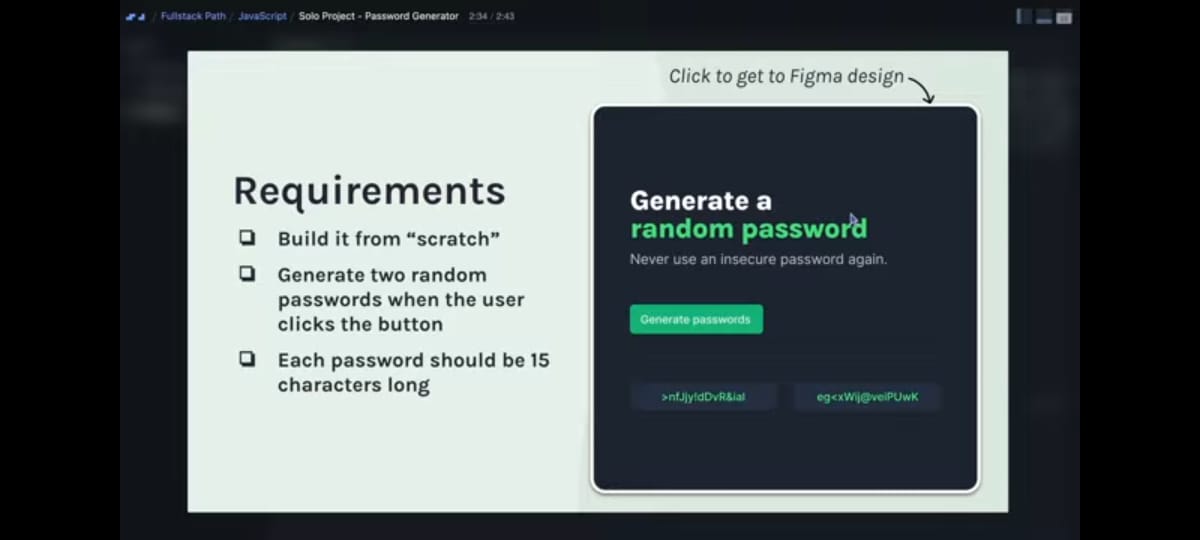 / Fullstack Path / JavaScript / Solo Project - Password Generator 2:34 / 2:43
Click to get to Figma design
Requirements
Build it from “scratch”
Generate two random
passwords when the user
clicks the button
Each password should be 15
characters long
Generate a
random password
Never use an insecure password again.
Generate passwords
>nfJjy!dDvR&iaI
eg<xWij@veiPUwK